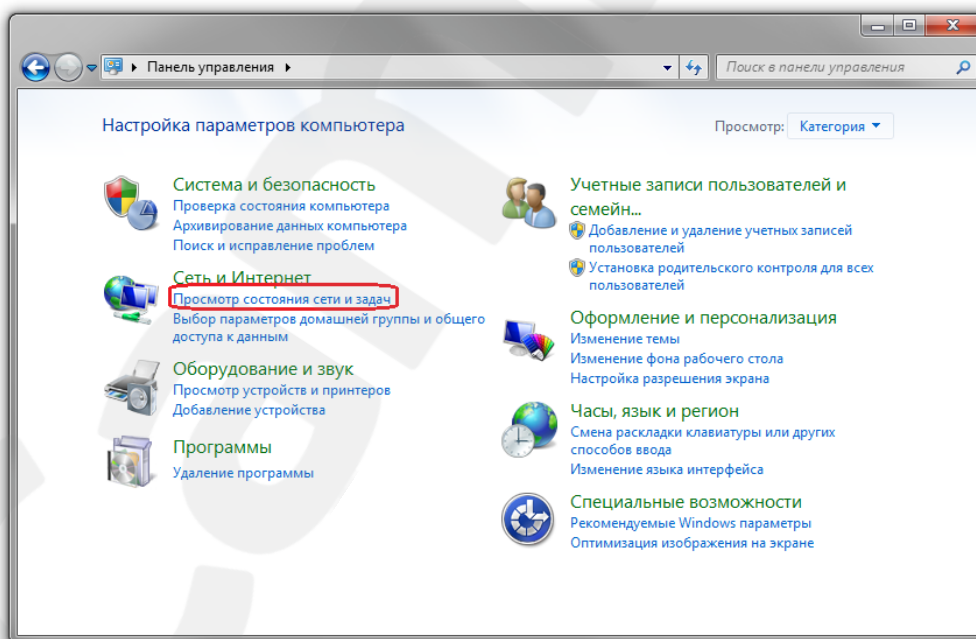 Панель управления
Поиск в панели управления
Настройка параметров компьютера
Просмотр: Категория
Система и безопасность
Проверка состояния компьютера
Архивирование данных компьютера
Поиск и исправление проблем
Сеть и Интернет
Просмотр состояния сети и задач
Выбор параметров домашней группы и общего
доступа к данным
Оборудование и звук
Просмотр устройств и принтеров
Добавление устройства
Программы
Удаление программы
Учетные записи пользователей и
семейн...
Добавление и удаление учетных записей
пользователей
Установка родительского контроля для всех
пользователей
Оформление и персонализация
Изменение темы
Изменение фона рабочего стола
Настройка разрешения экрана
Часы, язык и регион
Смена раскладки клавиатуры или других
способов ввода
Изменение языка интерфейса
Специальные возможности
Рекомендуемые Windows параметры
Оптимизация изображения на экране